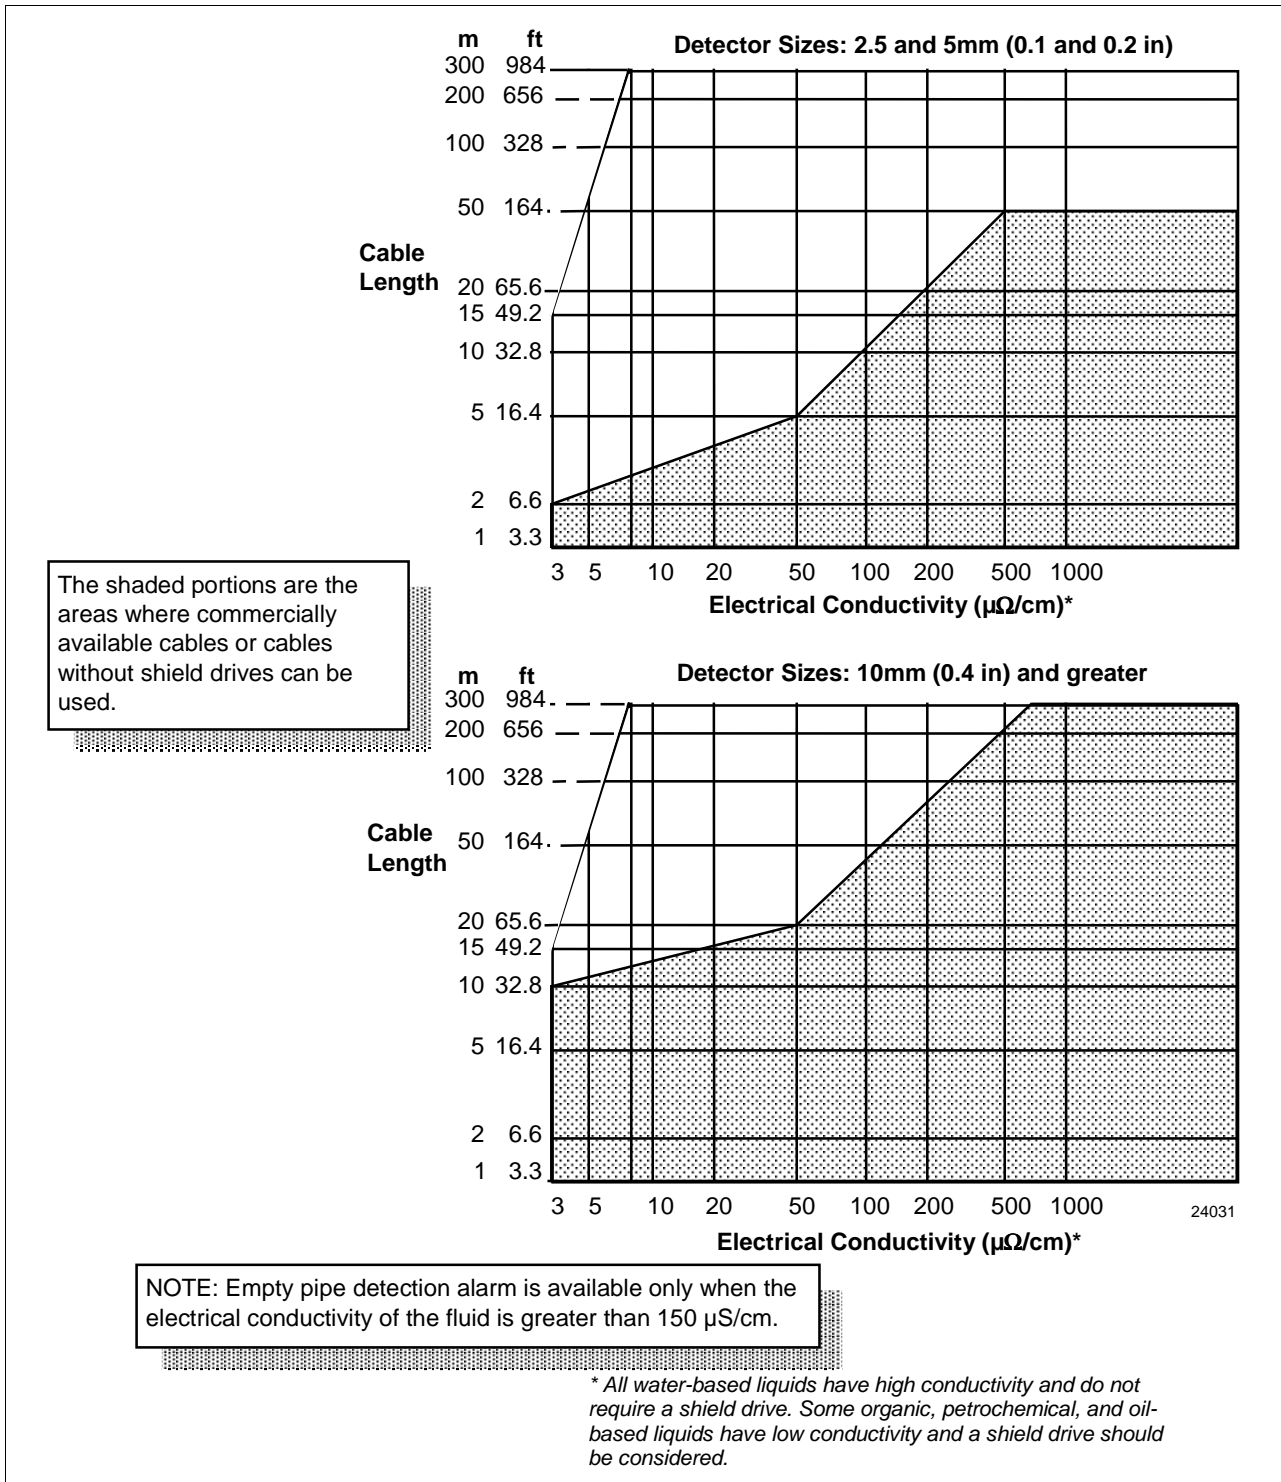 m ft Detector Sizes: 2.5 and 5mm (0.1 and 0.2 in)
300 984
200 656
100 328
50 164
Cable
Length
20 65.6
15 49.2
10 32.8
5 16.4
2 6.6
1 3.3
3 5 10 20 50 100 200 500 1000
Electrical Conductivity (µΩ/cm)*
The shaded portions are the
areas where commercially
available cables or cables
without shield drives can be
used.
m ft Detector Sizes: 10mm (0.4 in) and greater
300 984
200 656
100 328
Cable
Length
50 164
20 65.6
15 49.2
10 32.8
5 16.4
2 6.6
1 3.3
3 5 10 20 50 100 200 500 1000
24031
Electrical Conductivity (µΩ/cm)*
NOTE: Empty pipe detection alarm is available only when the
electrical conductivity of the fluid is greater than 150 µS/cm.
* All water-based liquids have high conductivity and do not
require a shield drive. Some organic, petrochemical, and oil-
based liquids have low conductivity and a shield drive should
be considered.